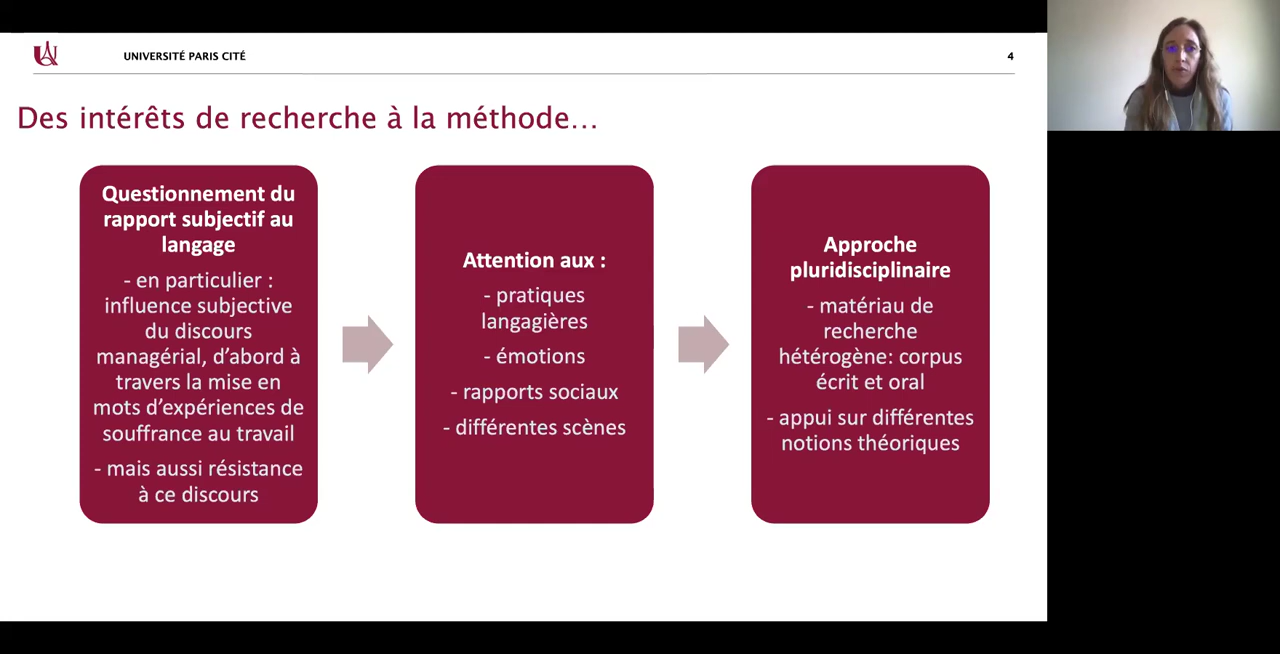 UNIVERSITÉ PARIS CITÉ
4
Des intérêts de recherche à la méthode…
Questionnement du
rapport subjectif au
langage
- en particulier :
influence subjective
du discours
managérial, d’abord à
travers la mise en
mots d’expériences de
souffrance au travail
- mais aussi résistance
à ce discours
Attention aux :
- pratiques
langagières
- émotions
- rapports sociaux
- différentes scènes
Approche
pluridisciplinaire
- matériau de
recherche
hétérogène: corpus
écrit et oral
- appui sur différentes
notions théoriques